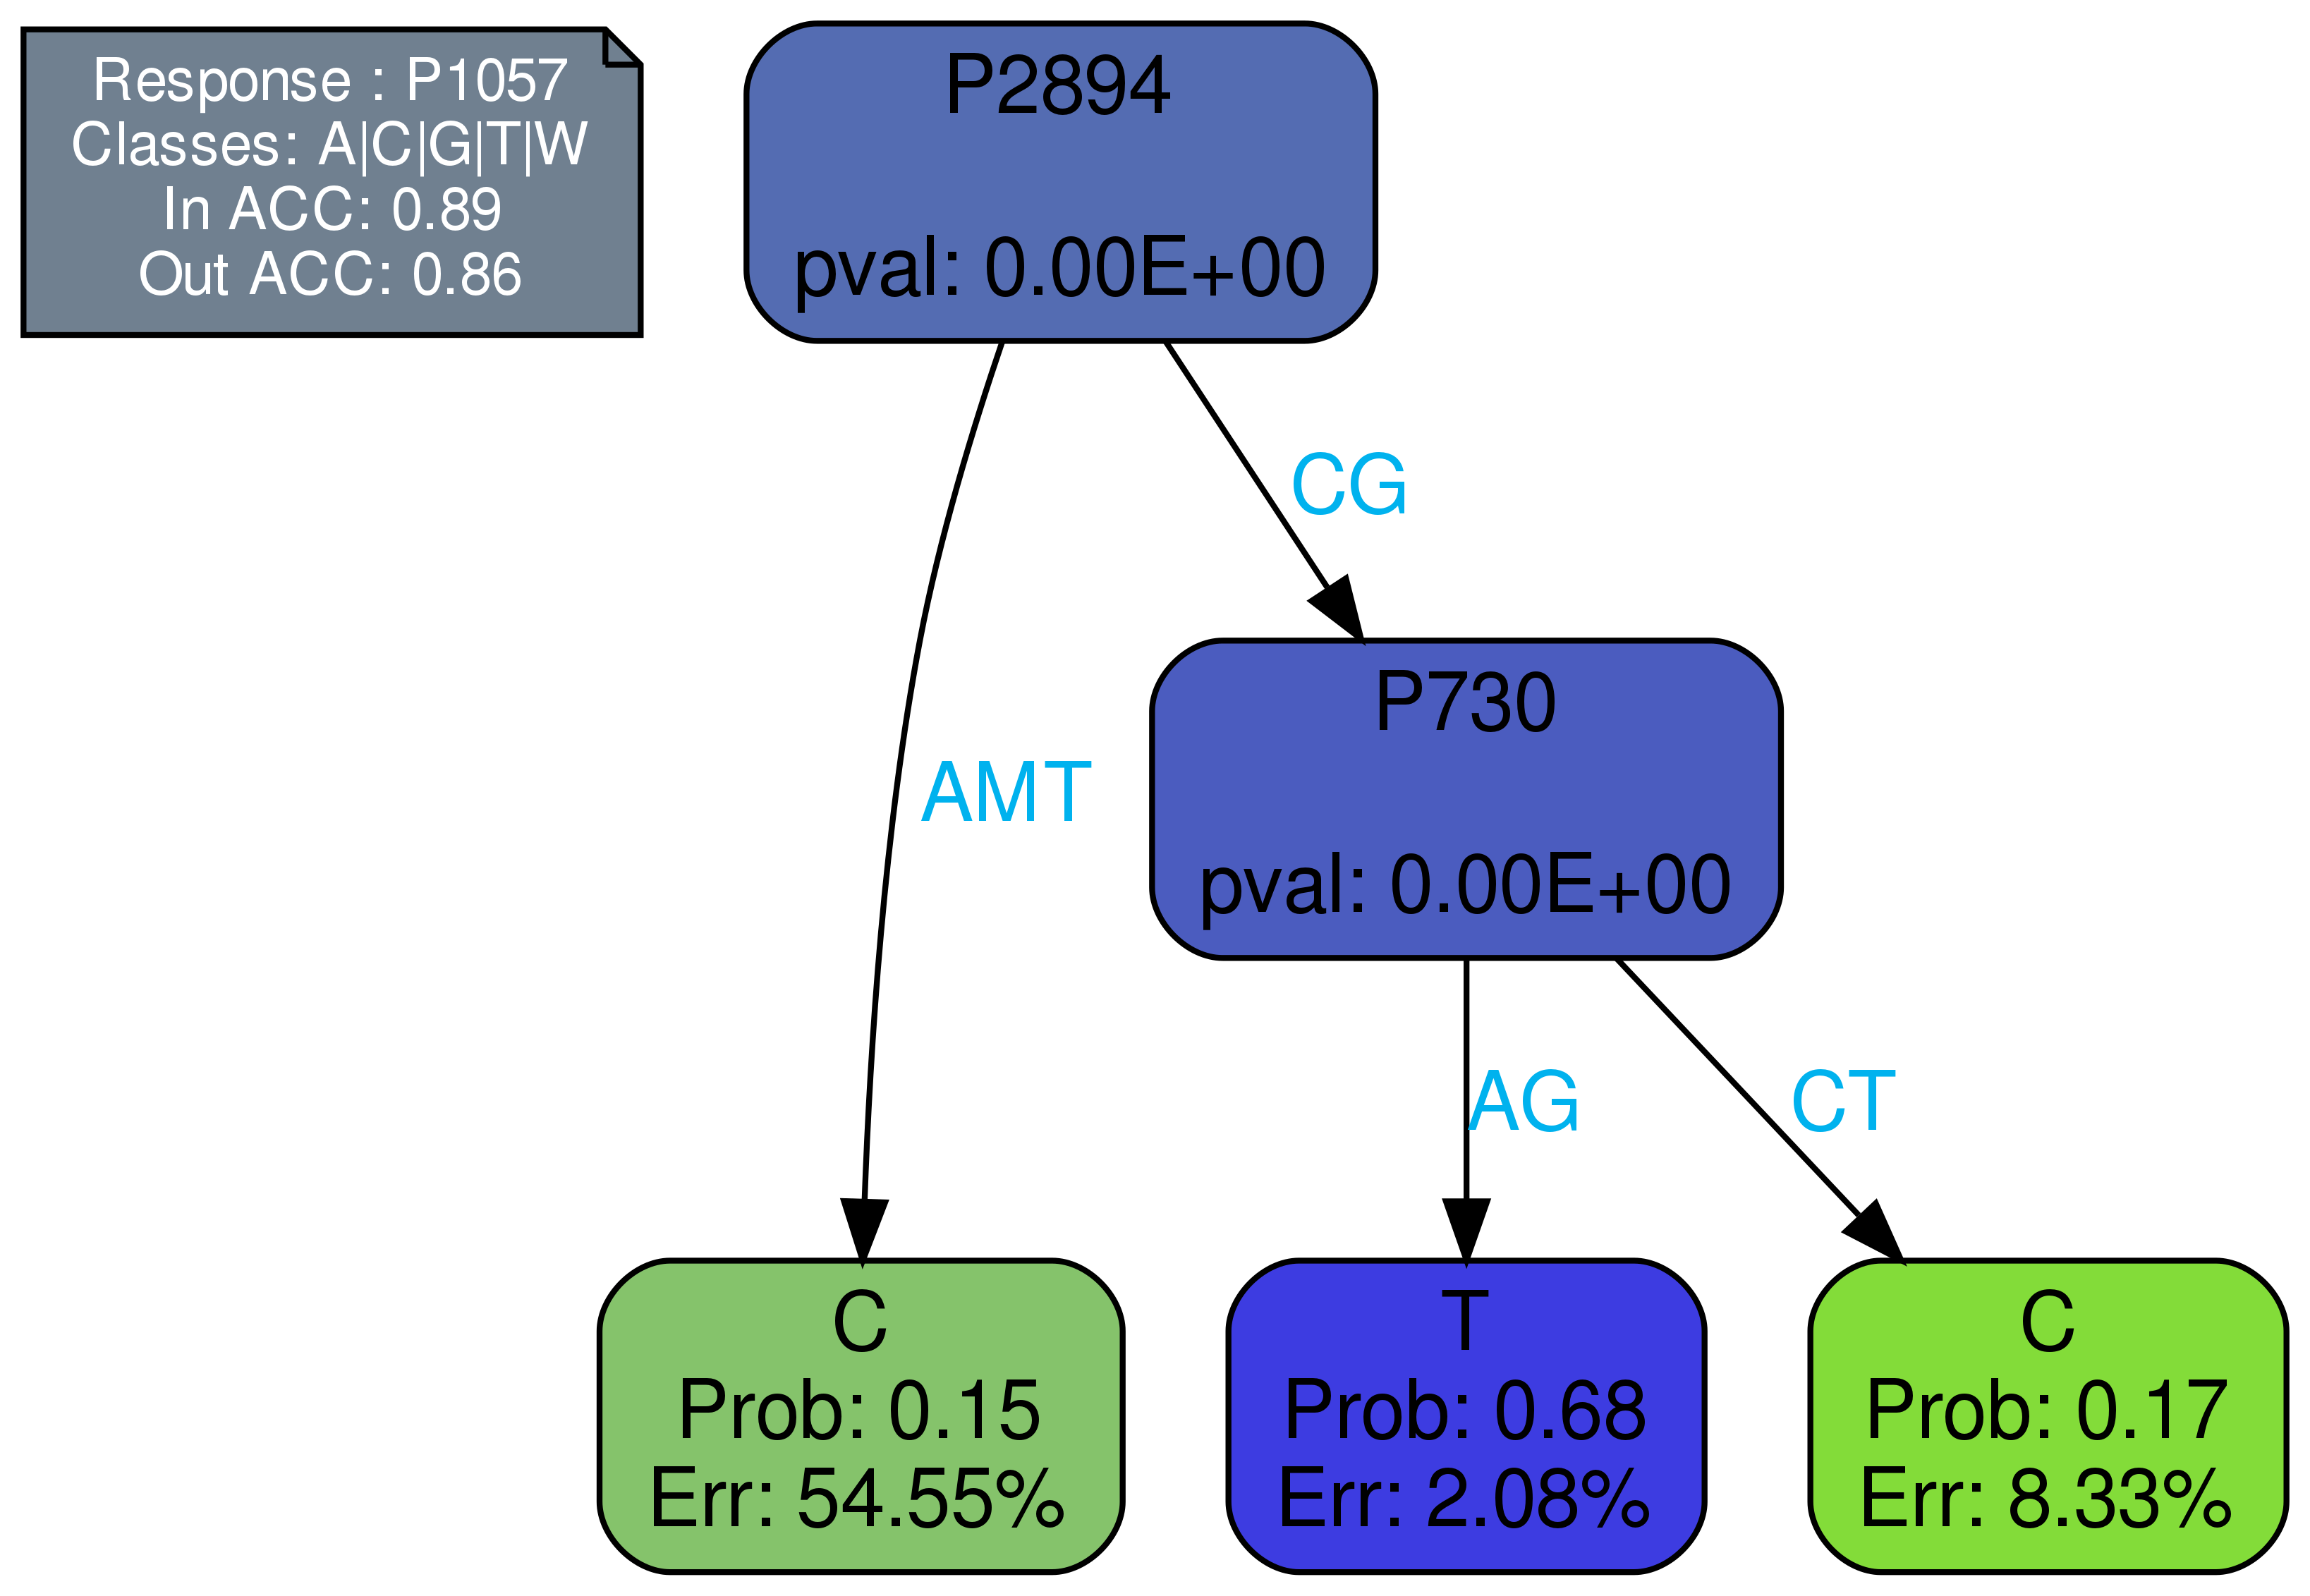 Response : P1057
Classes: A|C|G|T|W
In ACC: 0.89
Out ACC: 0.86
P2894
pval: 0.00E+00
CG
P730
pval: 0.00E+00
AMT
AG
CT
C
Prob: 0.15
Err: 54.55%
T
Prob: 0.68
Err: 2.08%
C
Prob: 0.17
Err: 8.33%